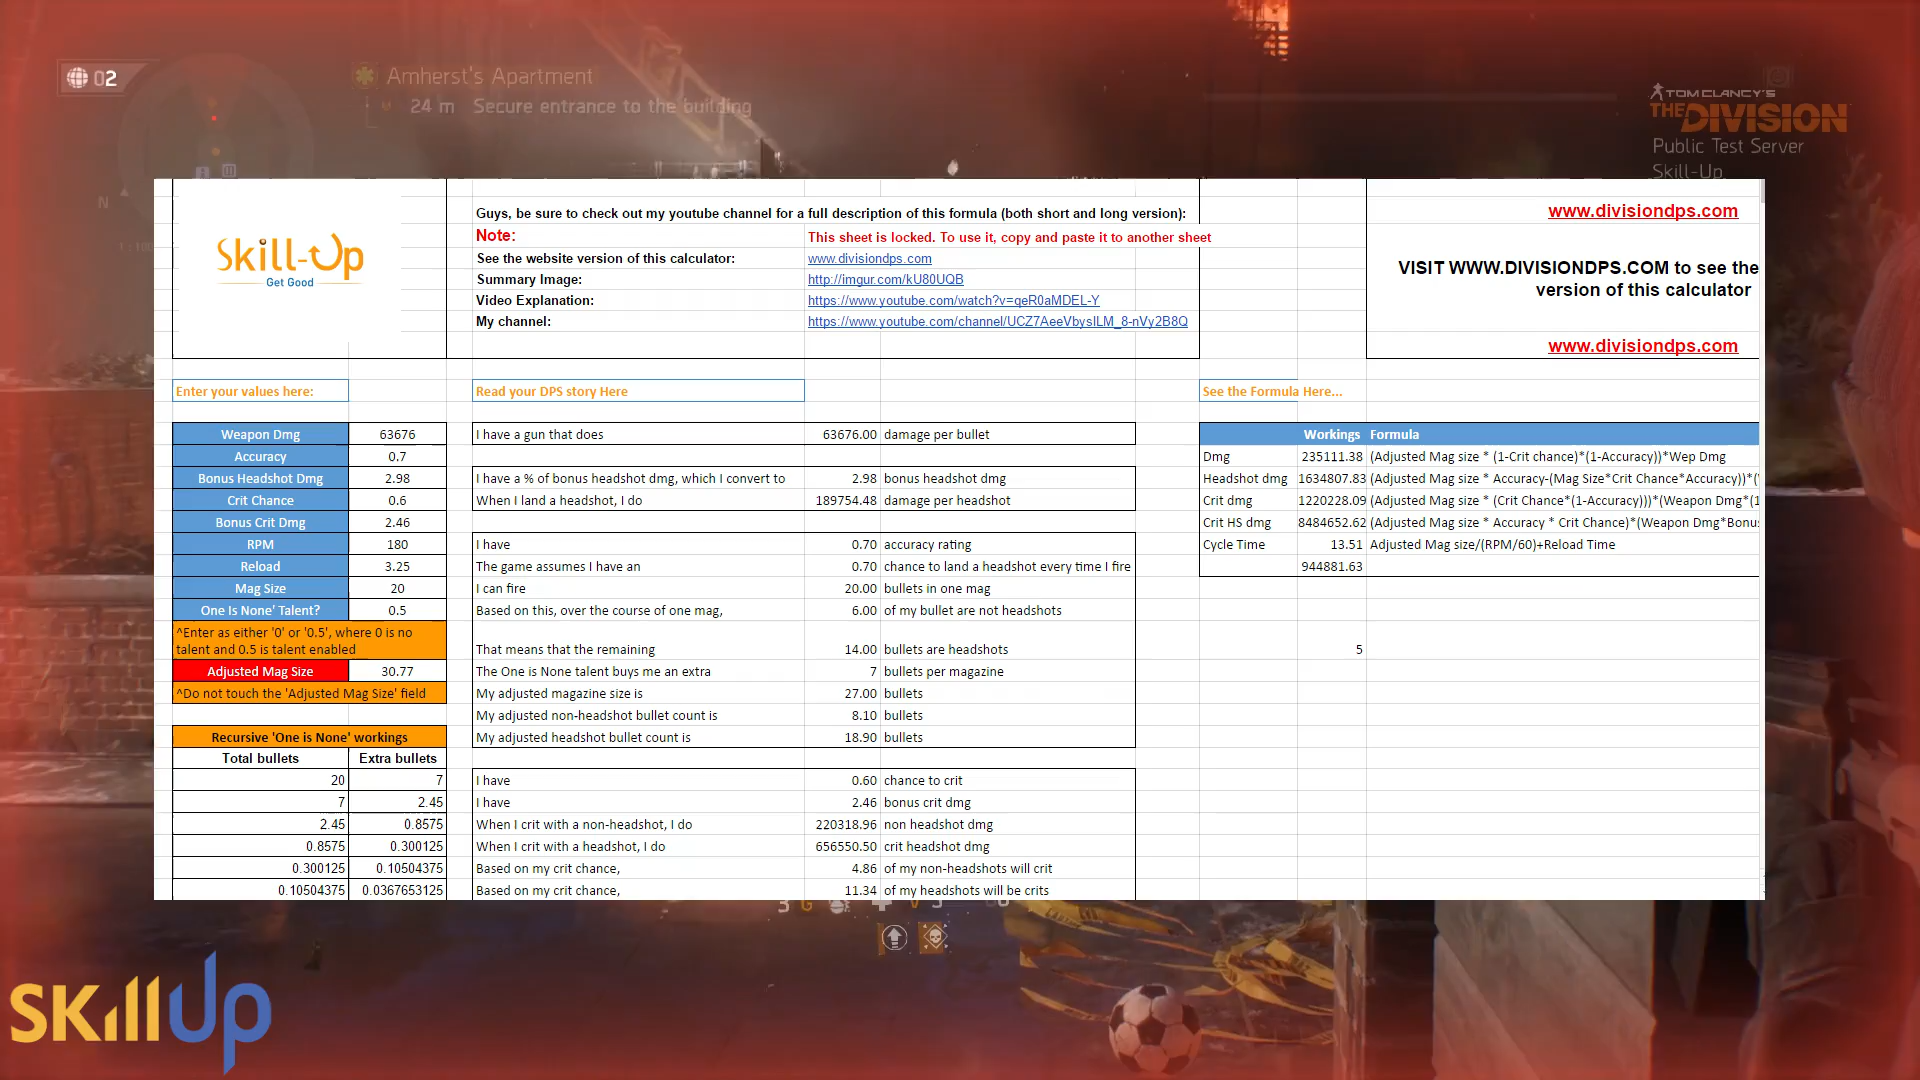 02
Amherst's Apartment
24 m Secure entrance to the building
N
TOM CLANCY'S
THE DIVISION
Public Test Server
Skill-Up
Skill-Up
Get Good
Guys, be sure to check out my youtube channel for a full description of this formula (both short and long version):
Note: This sheet is locked. To use it, copy and paste it to another sheet
See the website version of this calculator: www.divisiondps.com
Summary Image: http://imgur.com/kU80UQB
Video Explanation: https://www.youtube.com/watch?v=qeR0aMDEL-Y
My channel: https://www.youtube.com/channel/UCZ7AeeVbysILM_8-nVy2B8Q
www.divisiondps.com
VISIT WWW.DIVISIONDPS.COM to see the
version of this calculator
www.divisiondps.com
Enter your values here:
Weapon Dmg 63676
Accuracy 0.7
Bonus Headshot Dmg 2.98
Crit Chance 0.6
Bonus Crit Dmg 2.46
RPM 180
Reload 3.25
Mag Size 20
One Is None' Talent? 0.5
^Enter as either '0' or '0.5', where 0 is no
talent and 0.5 is talent enabled
Adjusted Mag Size 30.77
^Do not touch the 'Adjusted Mag Size' field
Recursive 'One is None' workings
Total bullets Extra bullets
20 7
7 2.45
2.45 0.8575
0.8575 0.300125
0.300125 0.10504375
0.10504375 0.0367653125
Read your DPS story Here
I have a gun that does 63676.00 damage per bullet
I have a % of bonus headshot dmg, which I convert to 2.98 bonus headshot dmg
When I land a headshot, I do 189754.48 damage per headshot
I have 0.70 accuracy rating
The game assumes I have an 0.70 chance to land a headshot every time I fire
I can fire 20.00 bullets in one mag
Based on this, over the course of one mag, 6.00 of my bullet are not headshots
That means that the remaining 14.00 bullets are headshots
The One is None talent buys me an extra 7 bullets per magazine
My adjusted magazine size is 27.00 bullets
My adjusted non-headshot bullet count is 8.10 bullets
My adjusted headshot bullet count is 18.90 bullets
I have 0.60 chance to crit
I have 2.46 bonus crit dmg
When I crit with a non-headshot, I do 220318.96 non headshot dmg
When I crit with a headshot, I do 656550.50 crit headshot dmg
Based on my crit chance, 4.86 of my non-headshots will crit
Based on my crit chance, 11.34 of my headshots will be crits
See the Formula Here...
Workings Formula
Dmg 235111.38 (Adjusted Mag size * (1-Crit chance)*(1-Accuracy))*Wep Dmg
Headshot dmg 1634807.83 (Adjusted Mag size * Accuracy-(Mag Size*Crit Chance*Accuracy))*(
Crit dmg 1220228.09 (Adjusted Mag size * (Crit Chance*(1-Accuracy)))*(Weapon Dmg*(1
Crit HS dmg 8484652.62 (Adjusted Mag size * Accuracy * Crit Chance)*(Weapon Dmg*Bonus
Cycle Time 13.51 Adjusted Mag size/(RPM/60)+Reload Time
944881.63
5
SKillUp